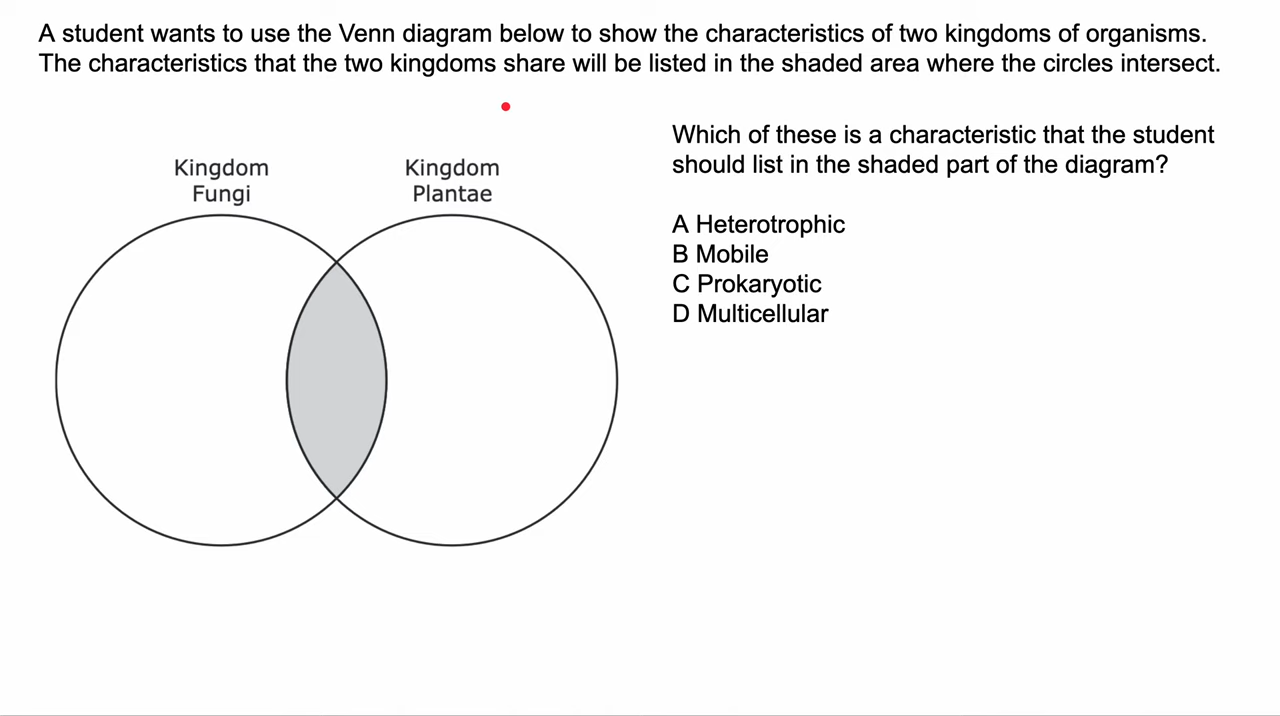 A student wants to use the Venn diagram below to show the characteristics of two kingdoms of organisms.
The characteristics that the two kingdoms share will be listed in the shaded area where the circles intersect.
Kingdom
Fungi
Kingdom
Plantae
Which of these is a characteristic that the student
should list in the shaded part of the diagram?
A Heterotrophic
B Mobile
C Prokaryotic
D Multicellular